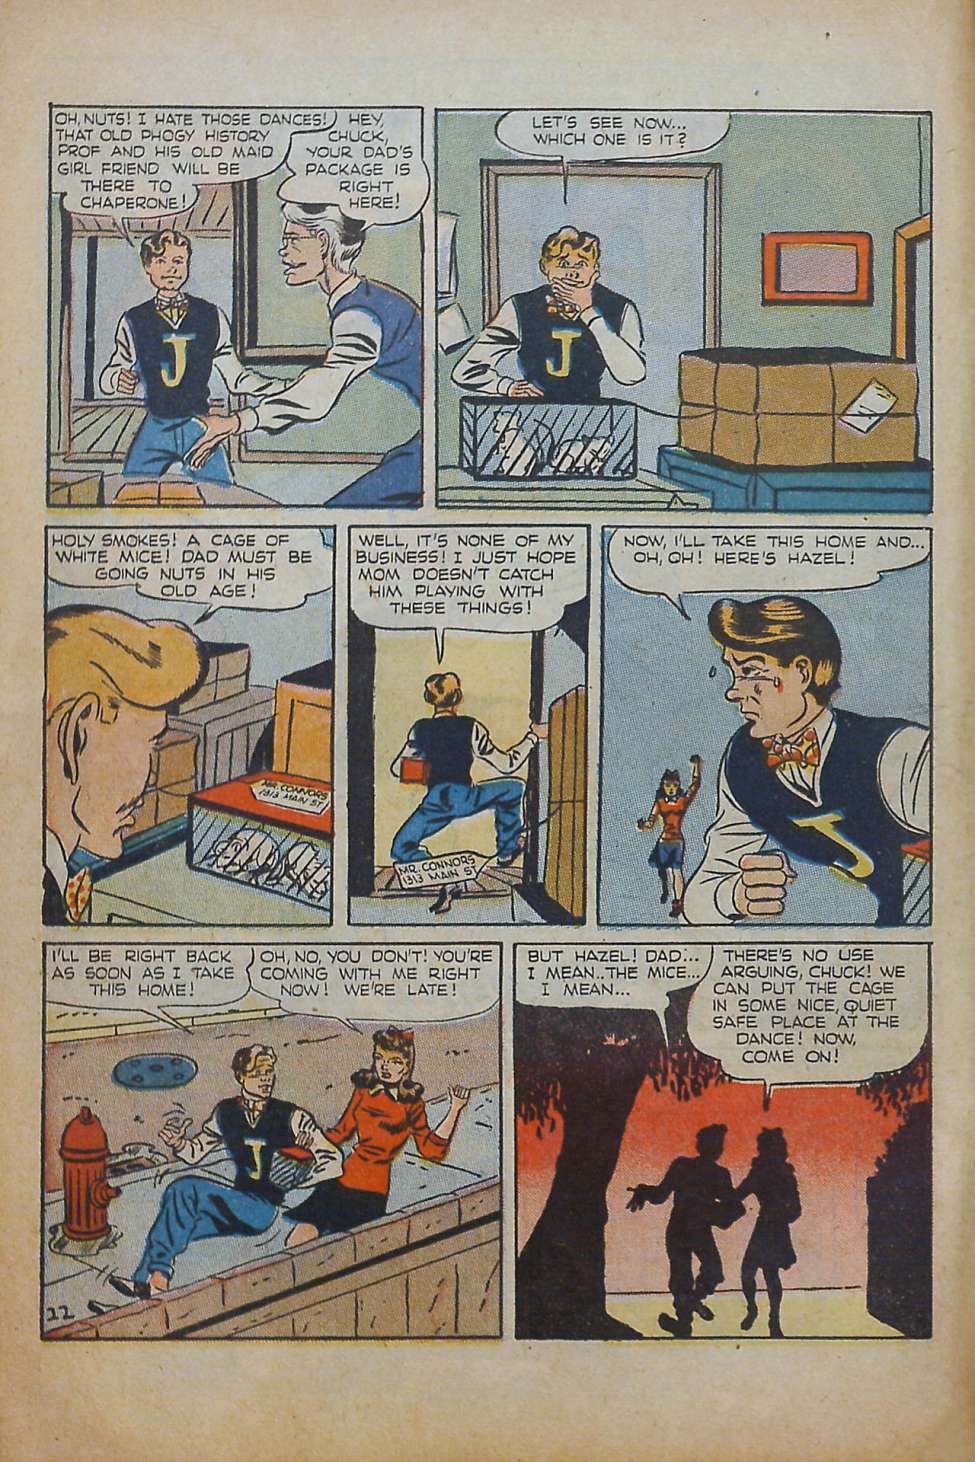 OH, NUTS! I HATE THOSE DANCES!
THAT OLD PHOGY HISTORY
PROF AND HIS OLD MAID
GIRL FRIEND WILL BE
THERE TO
CHAPERONE!
HEY,
CHUCK,
YOUR DAD'S
PACKAGE IS
RIGHT
HERE!
J
LET'S SEE NOW...
WHICH ONE IS IT?
J
HOLY SMOKES! A CAGE OF
WHITE MICE! DAD MUST BE
GOING NUTS IN HIS
OLD AGE!
MR. CONNORS
1313 MAIN ST
WELL, IT'S NONE OF MY
BUSINESS! I JUST HOPE
MOM DOESN'T CATCH
HIM PLAYING WITH
THESE THINGS!
MR. CONNORS
1313 MAIN ST
NOW, I'LL TAKE THIS HOME AND...
OH, OH! HERE'S HAZEL!
J
I'LL BE RIGHT BACK
AS SOON AS I TAKE
THIS HOME!
OH, NO, YOU DON'T! YOU'RE
COMING WITH ME RIGHT
NOW! WE'RE LATE!
J
22
BUT HAZEL! DAD...
I MEAN..THE MICE...
I MEAN...
THERE'S NO USE
ARGUING, CHUCK! WE
CAN PUT THE CAGE
IN SOME NICE, QUIET
SAFE PLACE AT THE
DANCE! NOW,
COME ON!